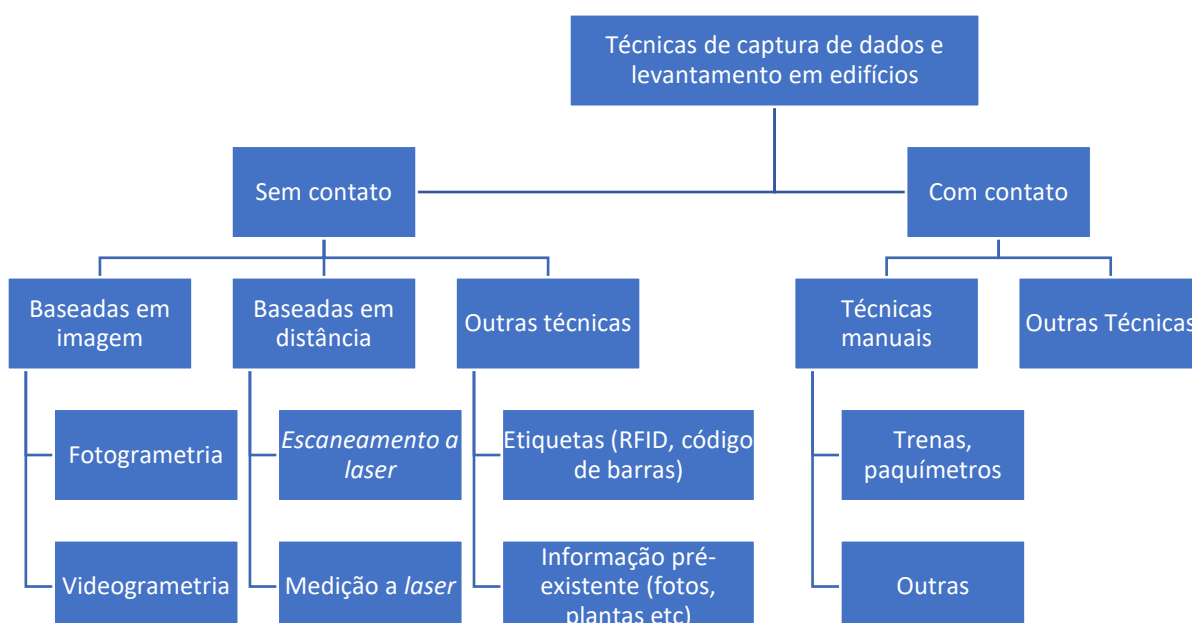 Técnicas de captura de dados e
levantamento em edifícios
Sem contato
Com contato
Baseadas em
imagem
Baseadas em
distância
Outras técnicas
Técnicas
manuais
Outras Técnicas
Fotogrametria
Escaneamento a
laser
Etiquetas (RFID, código
de barras)
Trenas,
paquímetros
Videogrametria
Medição a laser
Informação pré-
existente (fotos,
plantas etc)
Outras